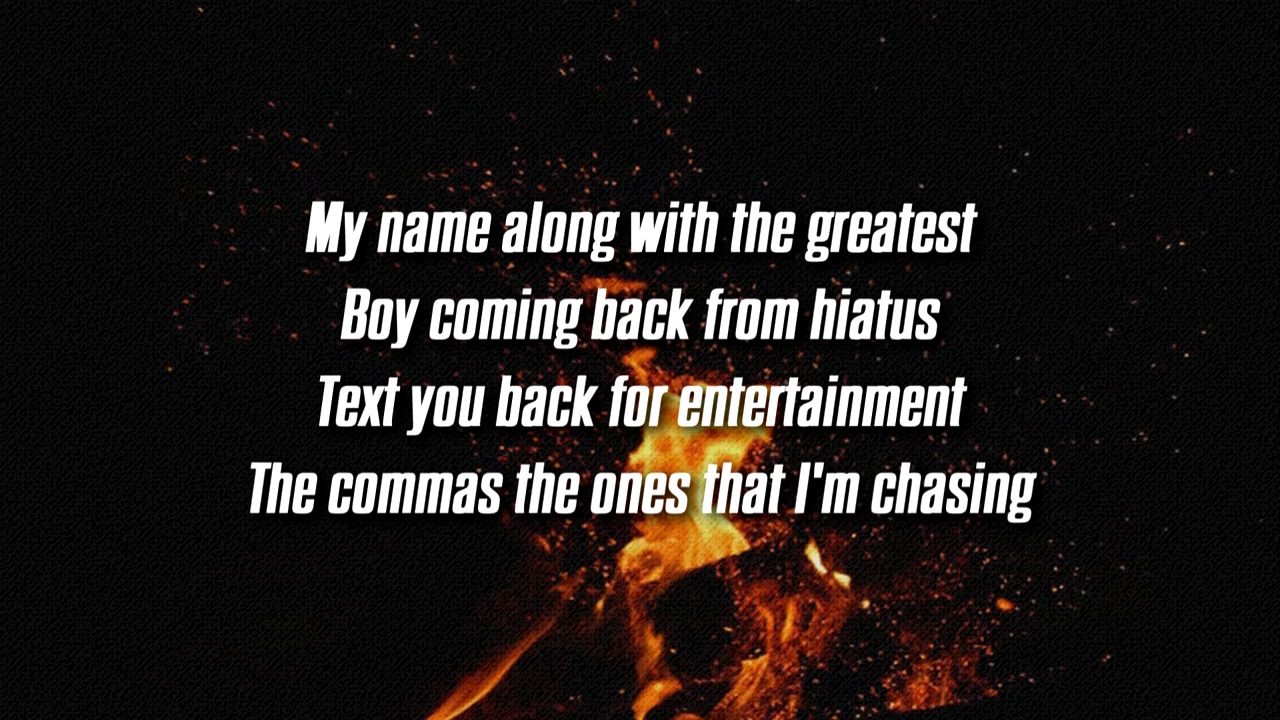 My name along with the greatest
Boy coming back from hiatus
Text you back for entertainment
The commas the ones that I'm chasing